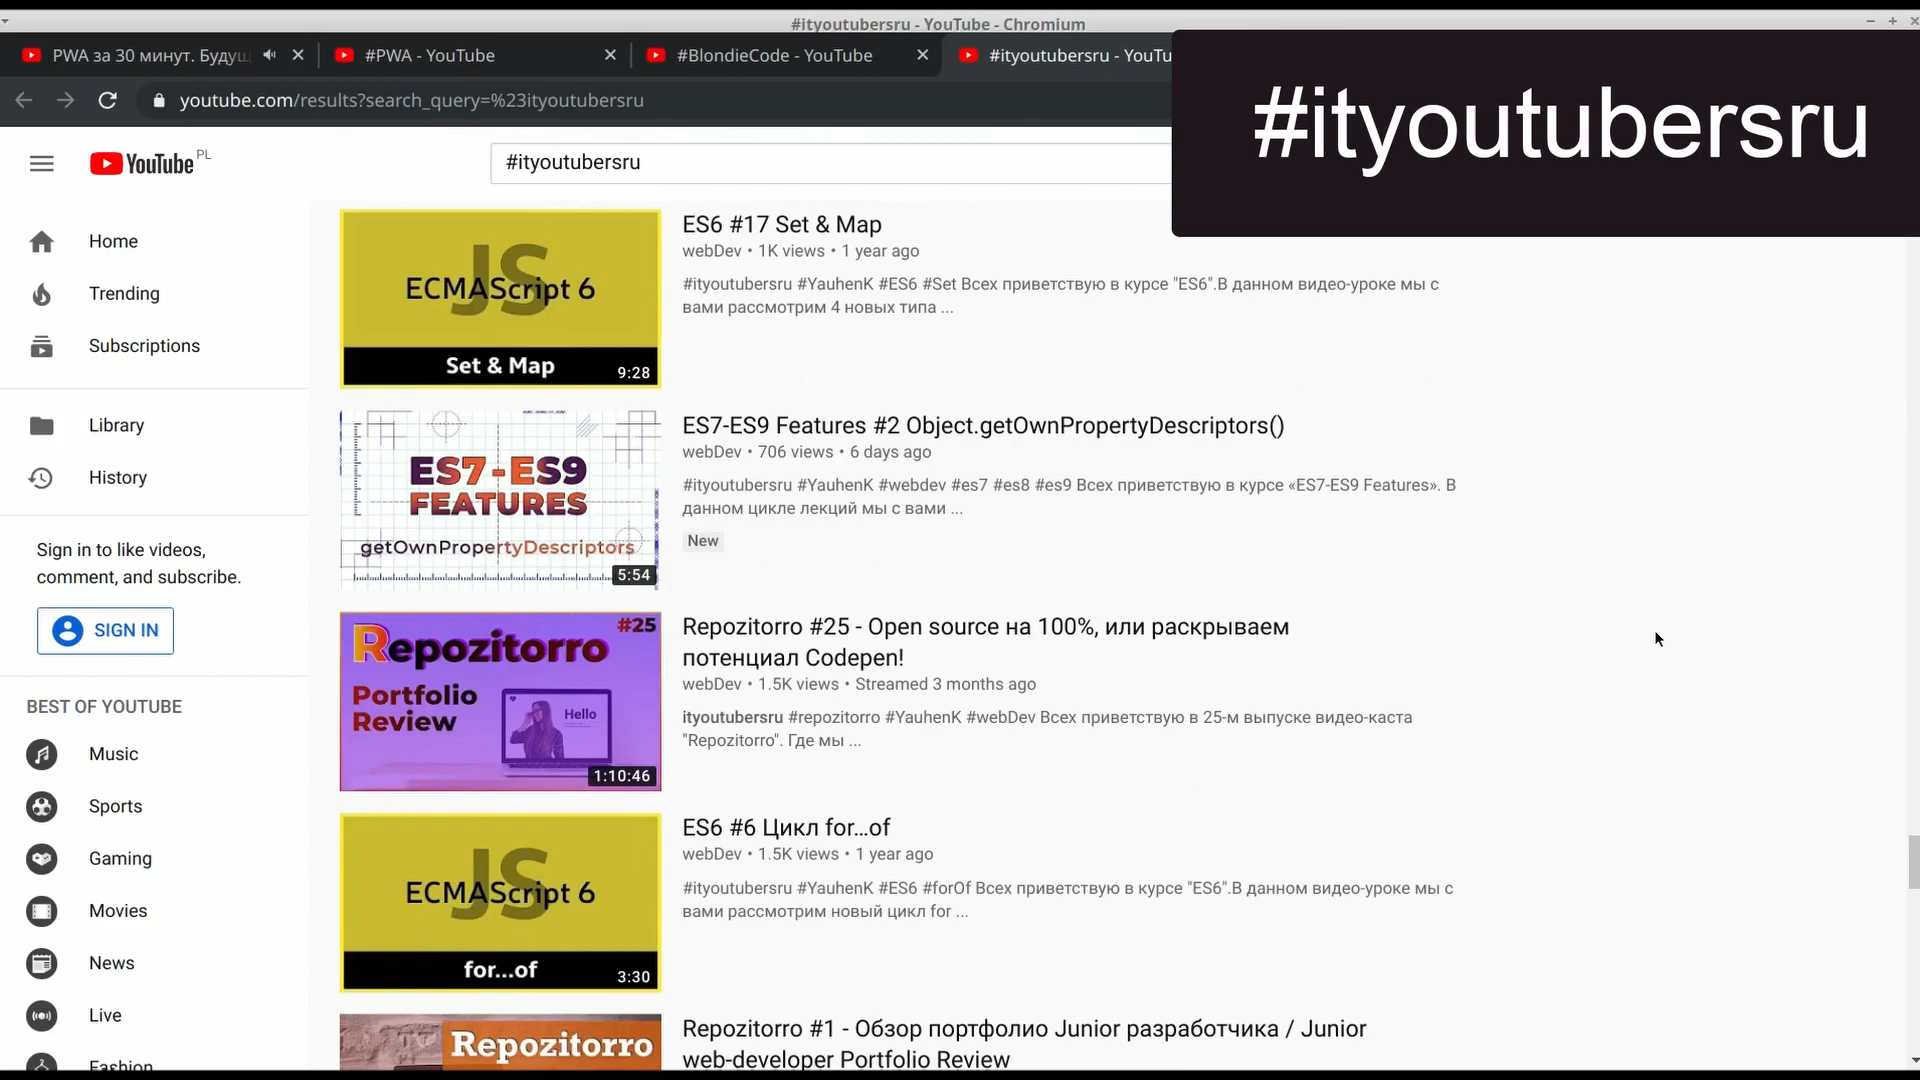 #ityoutubersru - YouTube - Chromium
PWA за 30 минут. Будущ
#PWA - YouTube
#BlondieCode - YouTube
#ityoutubersru - YouTu
youtube.com/results?search_query=%23ityoutubersru
#ityoutubersru
YouTube PL
#ityoutubersru
Home
Trending
Subscriptions
Library
History
Sign in to like videos,
comment, and subscribe.
SIGN IN
BEST OF YOUTUBE
Music
Sports
Gaming
Movies
News
Live
Fashion
JS
ECMAScript 6
Set & Map
9:28
ES6 #17 Set & Map
webDev • 1K views • 1 year ago
#ityoutubersru #YauhenK #ES6 #Set Всех приветствую в курсе "ES6".В данном видео-уроке мы с
вами рассмотрим 4 новых типа ...
ES7-ES9
FEATURES
getOwnPropertyDescriptors
5:54
ES7-ES9 Features #2 Object.getOwnPropertyDescriptors()
webDev • 706 views • 6 days ago
#ityoutubersru #YauhenK #webdev #es7 #es8 #es9 Всех приветствую в курсе «ES7-ES9 Features». В
данном цикле лекций мы с вами ...
New
#25
Repozitorro
Portfolio
Review
Hello
1:10:46
Repozitorro #25 - Open source на 100%, или раскрываем
потенциал Codepen!
webDev • 1.5K views • Streamed 3 months ago
ityoutubersru #repozitorro #YauhenK #webDev Всех приветствую в 25-м выпуске видео-каста
"Repozitorro". Где мы ...
JS
ECMAScript 6
for...of
3:30
ES6 #6 Цикл for...of
webDev • 1.5K views • 1 year ago
#ityoutubersru #YauhenK #ES6 #forOf Всех приветствую в курсе "ES6".В данном видео-уроке мы с
вами рассмотрим новый цикл for ...
Repozitorro
Repozitorro #1 - Обзор портфолио Junior разработчика / Junior
web-developer Portfolio Review